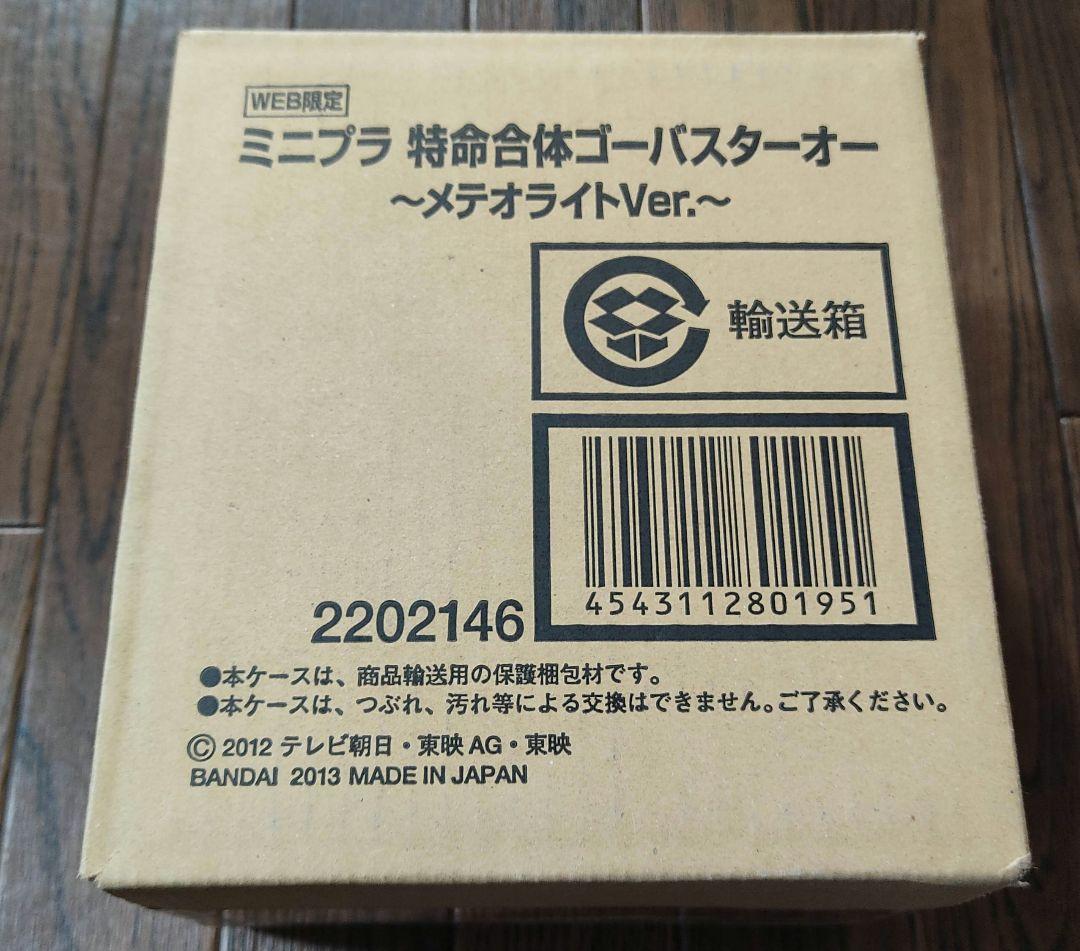 WEB限定
ミニプラ 特命合体ゴーバスターオー
～メテオライトVer.～
輸送箱
4543112801951
2202146
●本ケースは、商品輸送用の保護梱包材です。
●本ケースは、つぶれ、汚れ等による交換はできません。ご了承ください。
© 2012 テレビ朝日・東映 AG・東映
BANDAI 2013 MADE IN JAPAN